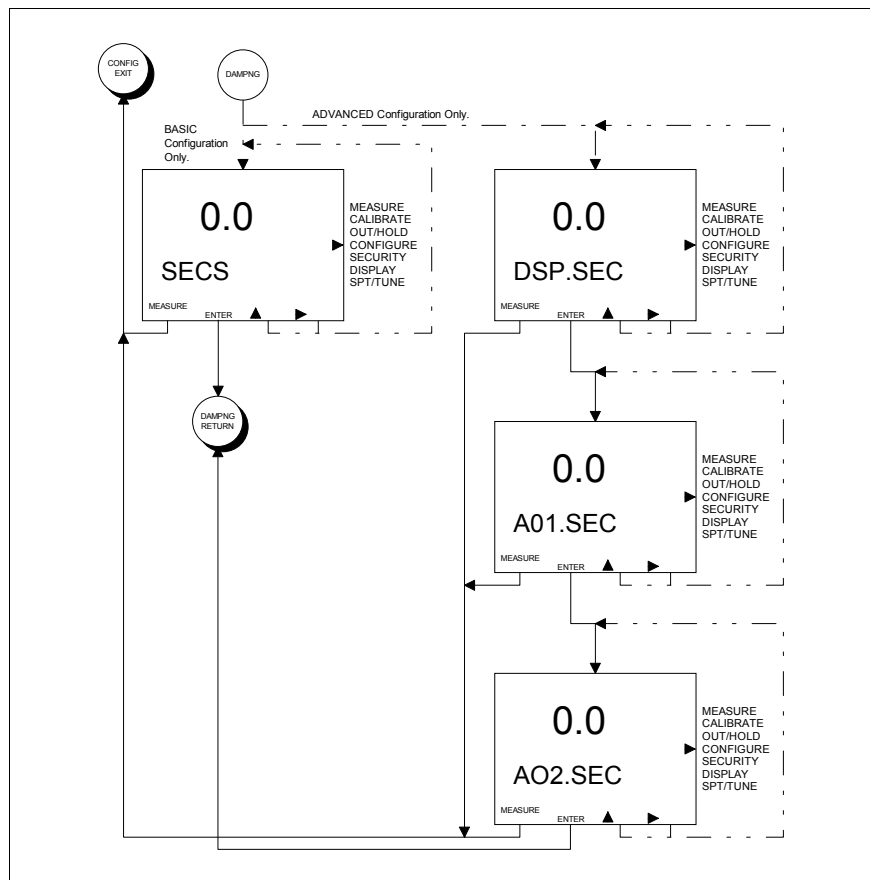 CONFIG
EXIT
DAMPNG
ADVANCED Configuration Only.
BASIC
Configuration
Only.
0.0
SECS
MEASURE
ENTER
MEASURE
CALIBRATE
OUT/HOLD
CONFIGURE
SECURITY
DISPLAY
SPT/TUNE
0.0
DSP.SEC
MEASURE
ENTER
MEASURE
CALIBRATE
OUT/HOLD
CONFIGURE
SECURITY
DISPLAY
SPT/TUNE
DAMPNG
RETURN
0.0
A01.SEC
MEASURE
ENTER
MEASURE
CALIBRATE
OUT/HOLD
CONFIGURE
SECURITY
DISPLAY
SPT/TUNE
0.0
AO2.SEC
MEASURE
ENTER
MEASURE
CALIBRATE
OUT/HOLD
CONFIGURE
SECURITY
DISPLAY
SPT/TUNE